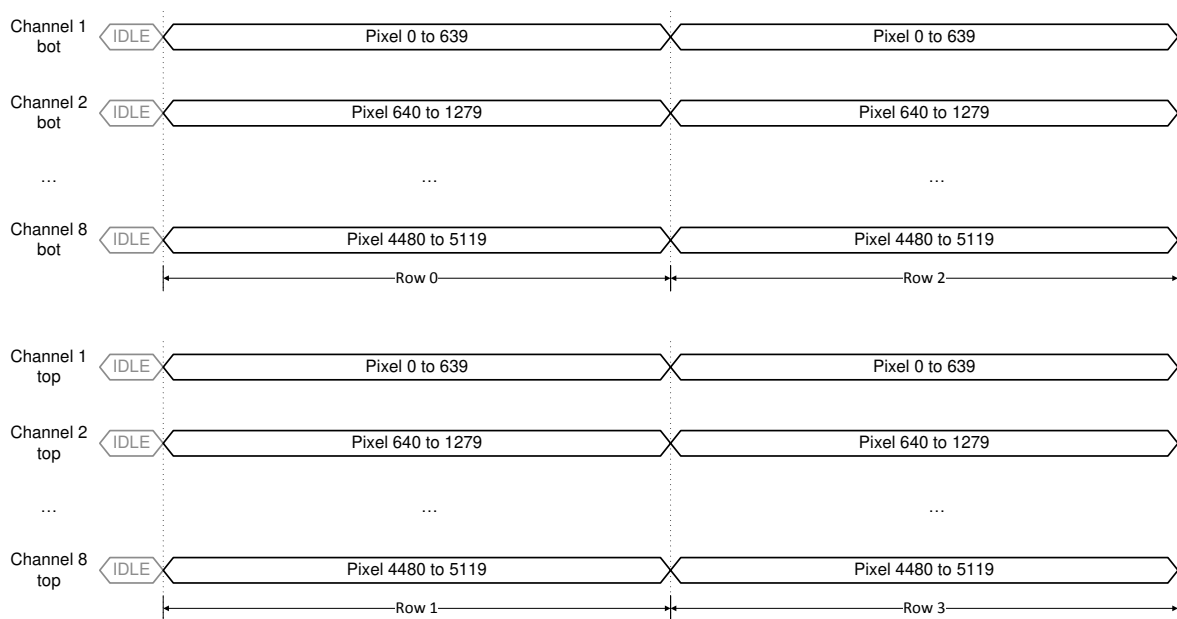 Channel 1
bot
IDLE
Pixel 0 to 639
Pixel 0 to 639
Channel 2
bot
IDLE
Pixel 640 to 1279
Pixel 640 to 1279
...
...
...
Channel 8
bot
IDLE
Pixel 4480 to 5119
Pixel 4480 to 5119
Row 0
Row 2
Channel 1
top
IDLE
Pixel 0 to 639
Pixel 0 to 639
Channel 2
top
IDLE
Pixel 640 to 1279
Pixel 640 to 1279
...
...
...
Channel 8
top
IDLE
Pixel 4480 to 5119
Pixel 4480 to 5119
Row 1
Row 3